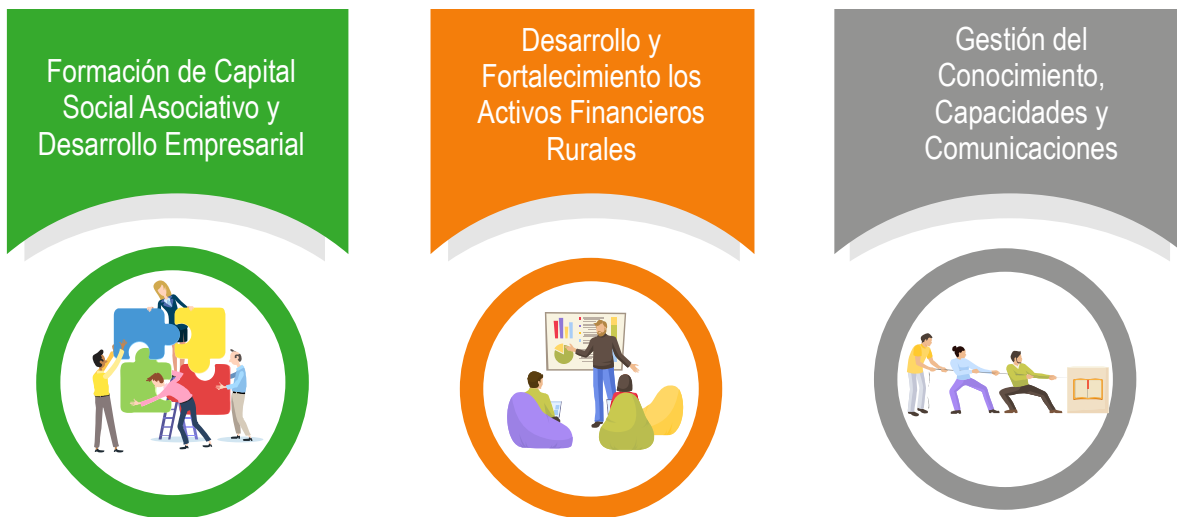 Formación de Capital
Social Asociativo y
Desarrollo Empresarial
Desarrollo y
Fortalecimiento los
Activos Financieros
Rurales
Gestión del
Conocimiento,
Capacidades y
Comunicaciones